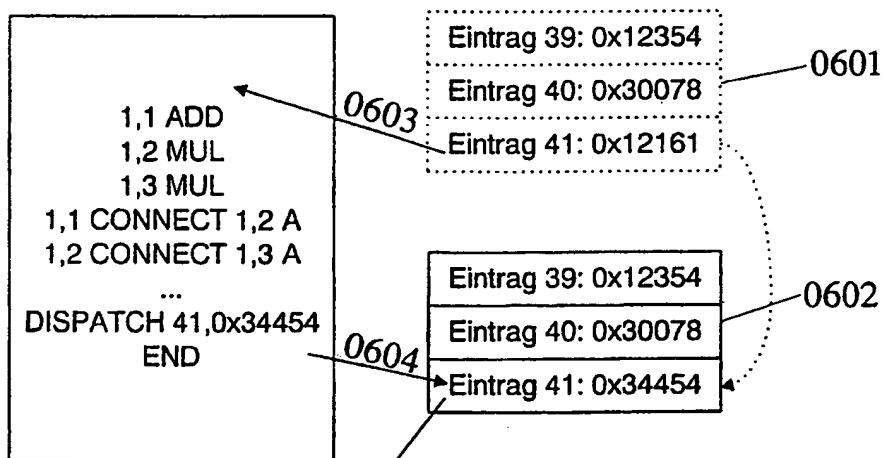 1,1 ADD
1,2 MUL
1,3 MUL
1,1 CONNECT 1,2 A
1,2 CONNECT 1,3 A
...
DISPATCH 41,0x34454
END
0603
0604
Eintrag 39: 0x12354
Eintrag 40: 0x30078
Eintrag 41: 0x12161
0601
Eintrag 39: 0x12354
Eintrag 40: 0x30078
Eintrag 41: 0x34454
0602